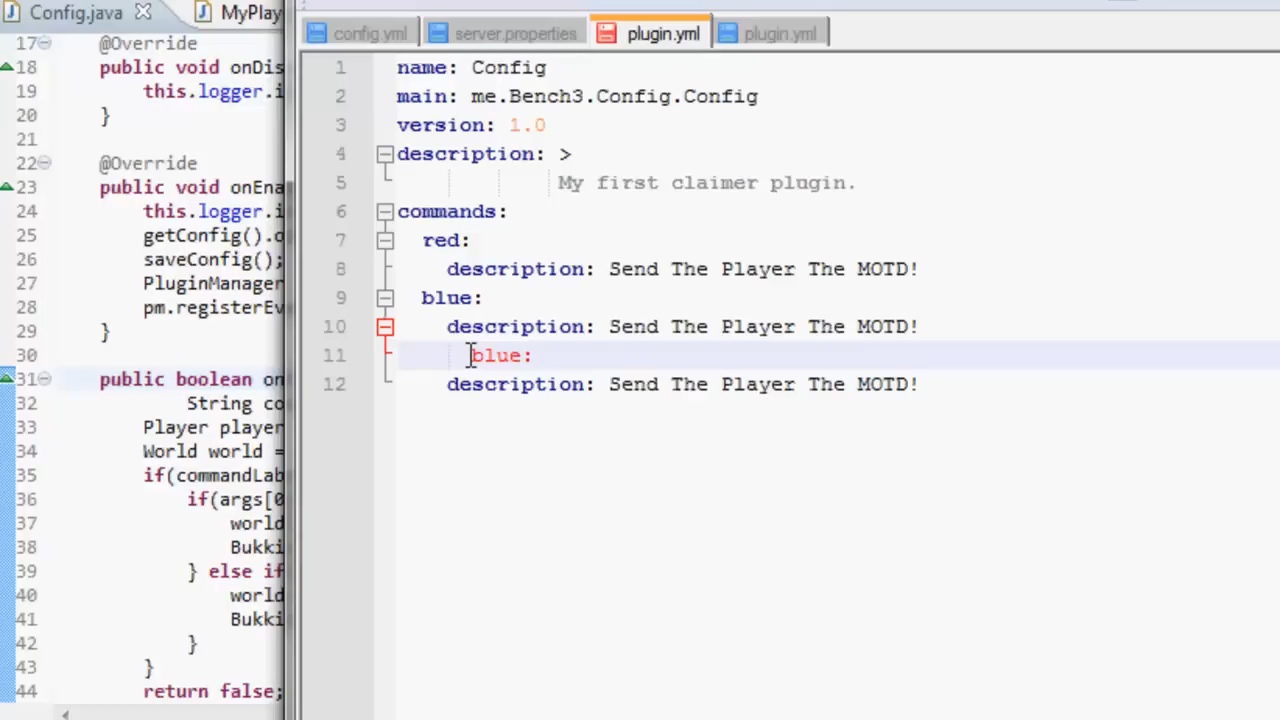 Config.java
MyPlay
17 @Override
18 public void onDis
19 this.logger.i
20 }
21
22 @Override
23 public void onEna
24 this.logger.i
25 getConfig().o
26 saveConfig();
27 PluginManager
28 pm.registerEv
29 }
30
31 public boolean on
32 String co
33 Player player
34 World world =
35 if(commandLab
36 if(args[0
37 world
38 Bukki
39 } else if
40 world
41 Bukki
42 }
43 }
44 return false;
config.yml
server.properties
plugin.yml
plugin.yml
1 name: Config
2 main: me.Bench3.Config.Config
3 version: 1.0
4 description: >
5 My first claimer plugin.
6 commands:
7 red:
8 description: Send The Player The MOTD!
9 blue:
10 description: Send The Player The MOTD!
11 blue:
12 description: Send The Player The MOTD!